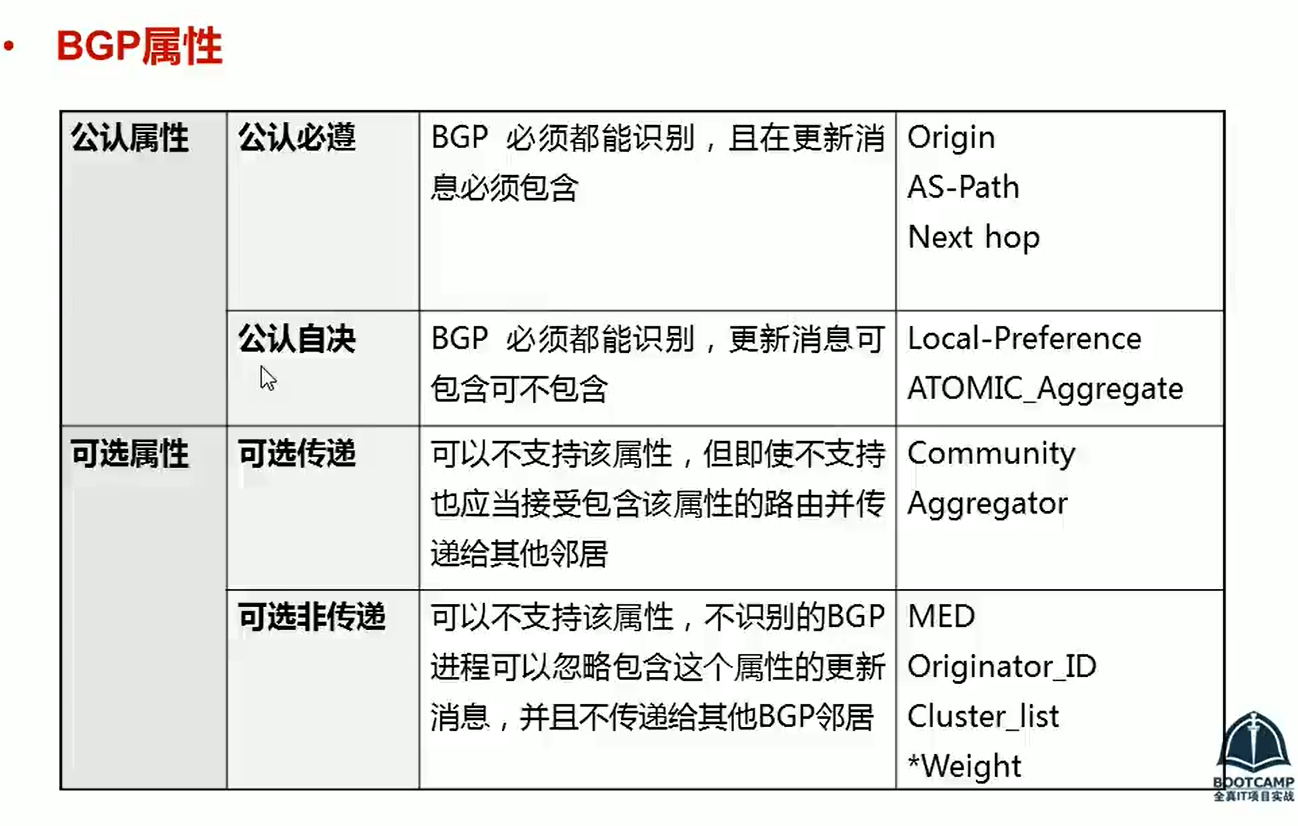 • BGP属性
公认属性
公认必遵
BGP 必须都能识别，且在更新消
息必须包含
Origin
AS-Path
Next hop
公认自决
BGP 必须都能识别，更新消息可
包含可不包含
Local-Preference
ATOMIC_Aggregate
可选属性
可选传递
可以不支持该属性，但即使不支持
也应当接受包含该属性的路由并传
递给其他邻居
Community
Aggregator
可选非传递
可以不支持该属性，不识别的BGP
进程可以忽略包含这个属性的更新
消息，并且不传递给其他BGP邻居
MED
Originator_ID
Cluster_list
*Weight
BOOTCAMP
全真IT项目实战